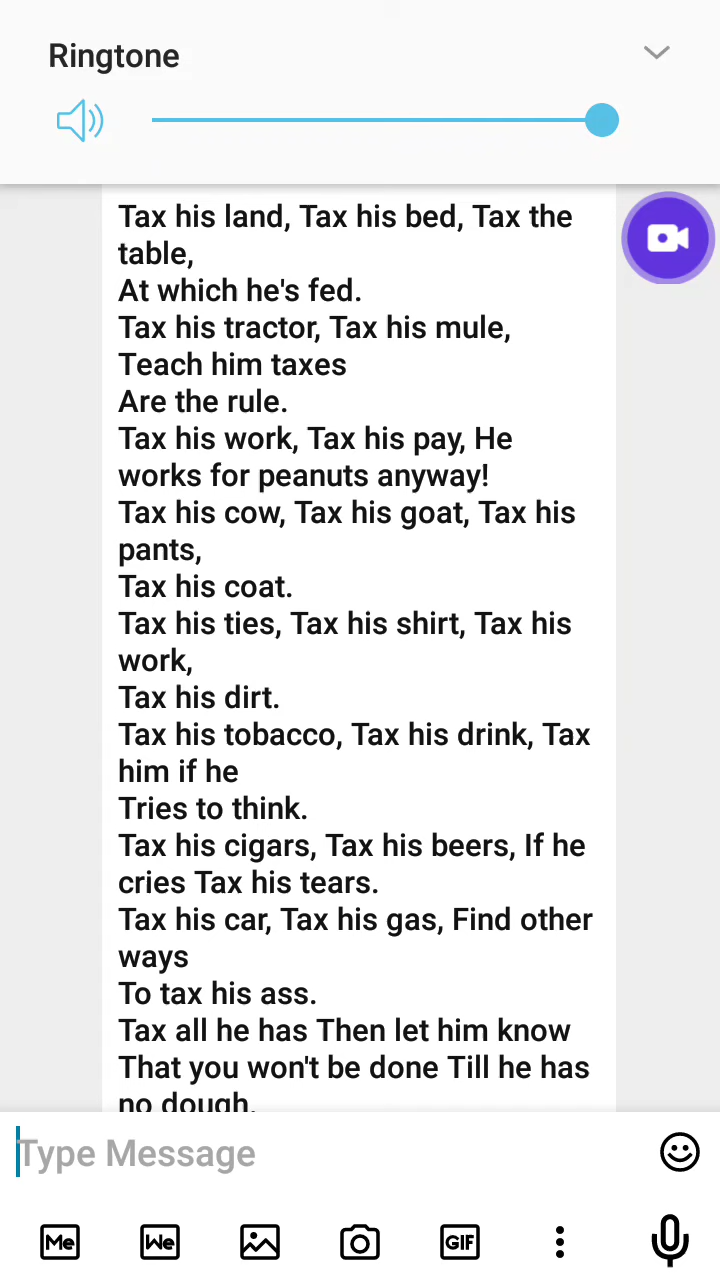 Ringtone
Tax his land, Tax his bed, Tax the
table,
At which he's fed.
Tax his tractor, Tax his mule,
Teach him taxes
Are the rule.
Tax his work, Tax his pay, He
works for peanuts anyway!
Tax his cow, Tax his goat, Tax his
pants,
Tax his coat.
Tax his ties, Tax his shirt, Tax his
work,
Tax his dirt.
Tax his tobacco, Tax his drink, Tax
him if he
Tries to think.
Tax his cigars, Tax his beers, If he
cries Tax his tears.
Tax his car, Tax his gas, Find other
ways
To tax his ass.
Tax all he has Then let him know
That you won't be done Till he has
no dough.
Type Message
Me We GIF